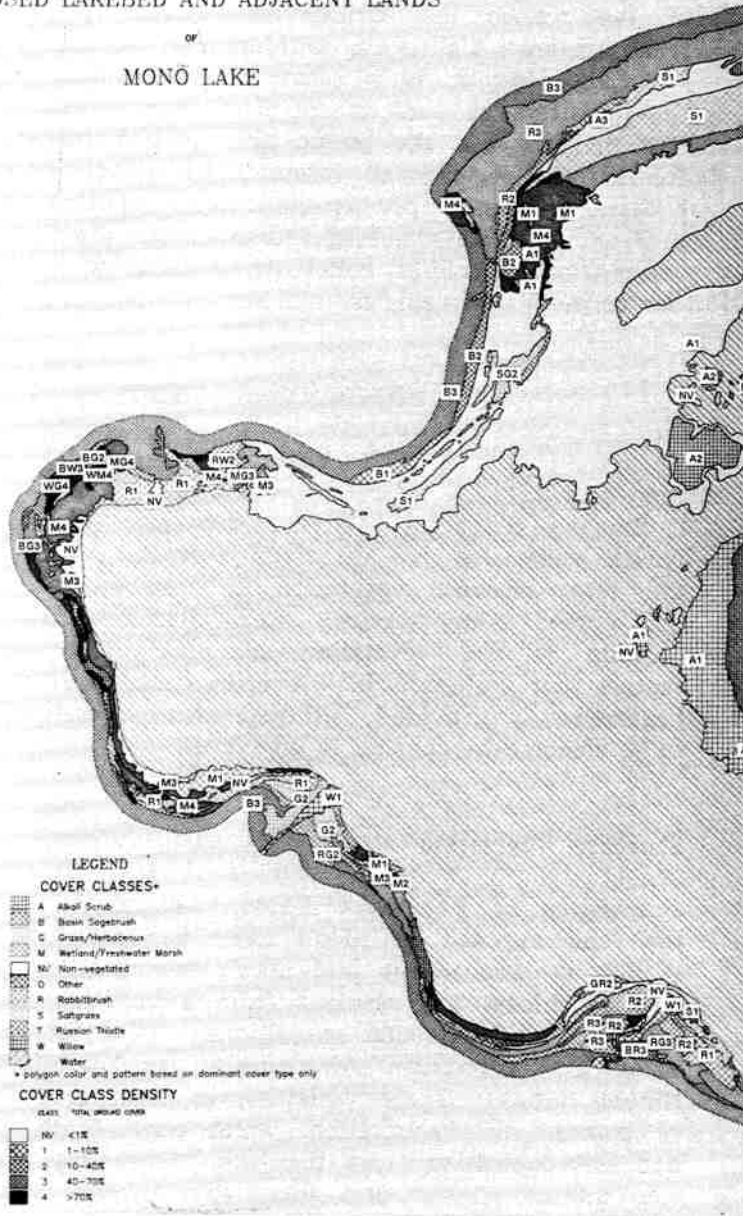 OSED LAKEBED AND ADJACENT LANDS
OF
MONO LAKE
B3
S1
S1
A3
R3
M4
R2
M1
M1
M4
A1
B2
A1
B2
SG2
B3
A1
A2
NV
A2
BG2
BW3
MG4
WM4
WG4
R1
NV
RW2
R1
M4
MG3
M3
B1
S1
M4
BG3
NV
M3
A1
NV
A1
M3
M1
NV
R1
M4
R1
B3
G2
W1
G2
RG2
M1
M3
M2
GR2
NV
R2
W1
S1
R3
R2
R3
BR3
RG3
R2
R1
LEGEND
COVER CLASSES*
A Alkali Scrub
B Basin Sagebrush
G Grass/Herbaceous
M Wetland/Freshwater Marsh
NV Non-vegetated
O Other
R Rabbitbrush
S Saltgrass
T Russian Thistle
W Willow
Water
* polygon color and pattern based on dominant cover type only
COVER CLASS DENSITY
CLASS TOTAL GROUND COVER
NV <1%
1 1-10%
2 10-40%
3 40-70%
4 >70%